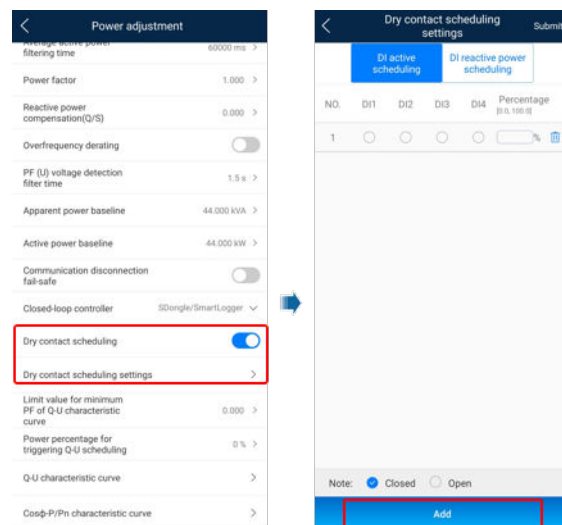 Power adjustment
Average active power
filtering time
60000 ms
Power factor
1.000
Reactive power
compensation(Q/S)
0.000
Overfrequency derating
PF (U) voltage detection
filter time
1.5 s
Apparent power baseline
44.000 kVA
Active power baseline
44.000 kW
Communication disconnection
fail-safe
Closed-loop controller
SDongle/SmartLogger
Dry contact scheduling
Dry contact scheduling settings
Limit value for minimum
PF of Q-U characteristic
curve
0.000
Power percentage for
triggering Q-U scheduling
0 %
Q-U characteristic curve
Cosφ-P/Pn characteristic curve
Dry contact scheduling
settings
Submit
DI active
scheduling
DI reactive power
scheduling
NO.
DI1
DI2
DI3
DI4
Percentage
[0.0, 100.0]
1
%
Note:
Closed
Open
Add